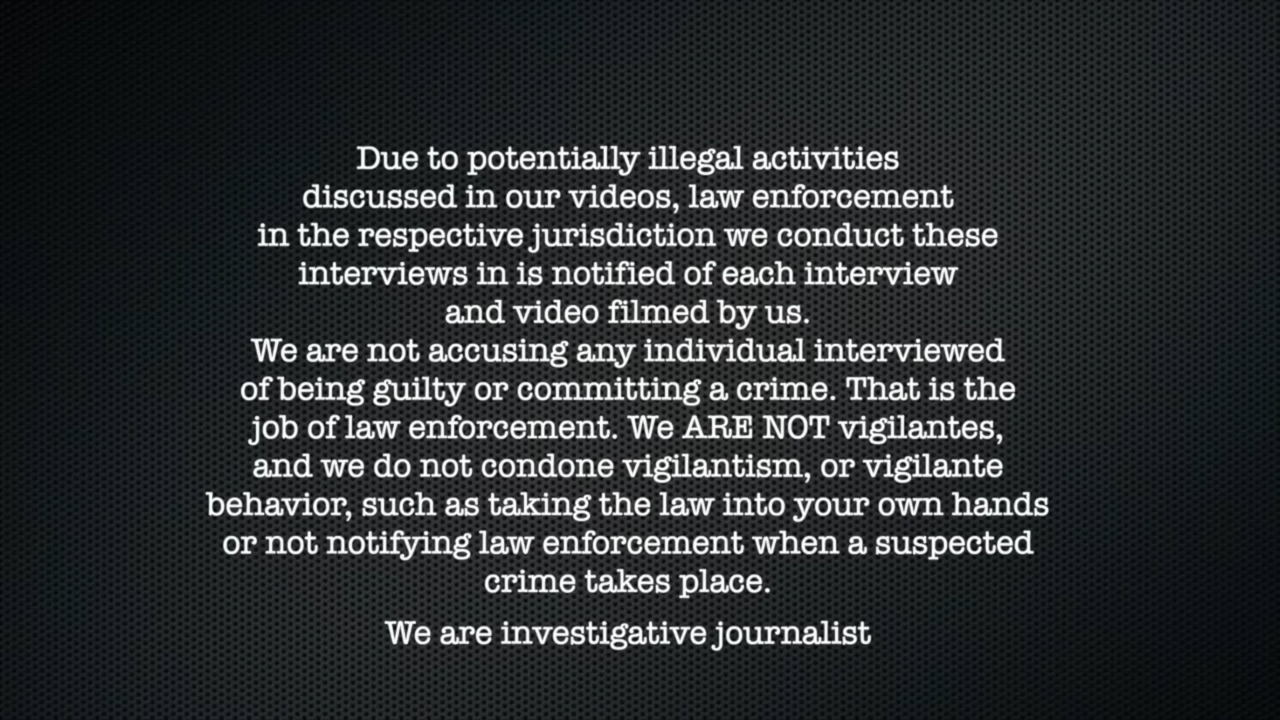 Due to potentially illegal activities
discussed in our videos, law enforcement
in the respective jurisdiction we conduct these
interviews in is notified of each interview
and video filmed by us.
We are not accusing any individual interviewed
of being guilty or committing a crime. That is the
job of law enforcement. We ARE NOT vigilantes,
and we do not condone vigilantism, or vigilante
behavior, such as taking the law into your own hands
or not notifying law enforcement when a suspected
crime takes place.
We are investigative journalist